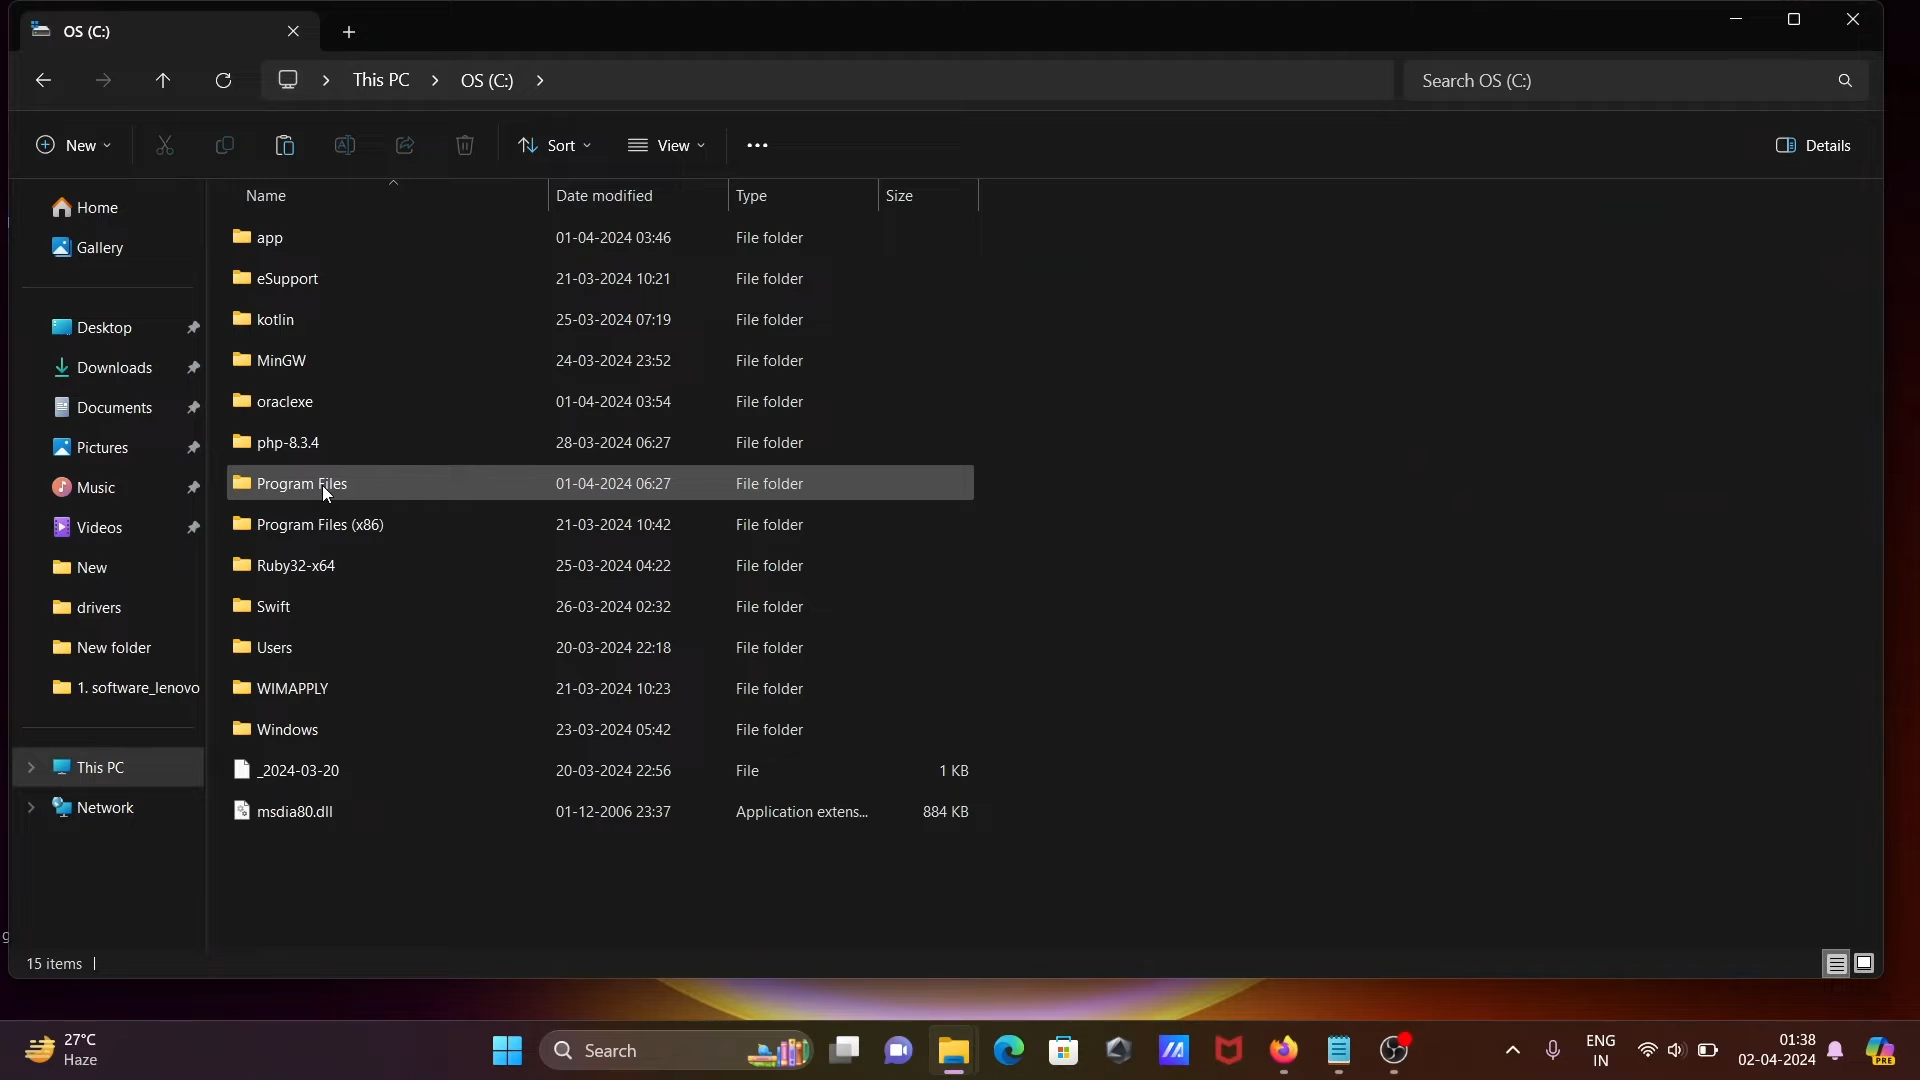 OS (C:)
This PC > OS (C:) >
Search OS (C:)
New
Sort
View
Details
Name Date modified Type Size
Home
Gallery
Desktop
Downloads
Documents
Pictures
Music
Videos
New
drivers
New folder
1. software_lenovo
This PC
Network
app 01-04-2024 03:46 File folder
eSupport 21-03-2024 10:21 File folder
kotlin 25-03-2024 07:19 File folder
MinGW 24-03-2024 23:52 File folder
oraclexe 01-04-2024 03:54 File folder
php-8.3.4 28-03-2024 06:27 File folder
Program Files 01-04-2024 06:27 File folder
Program Files (x86) 21-03-2024 10:42 File folder
Ruby32-x64 25-03-2024 04:22 File folder
Swift 26-03-2024 02:32 File folder
Users 20-03-2024 22:18 File folder
WIMAPPLY 21-03-2024 10:23 File folder
Windows 23-03-2024 05:42 File folder
_2024-03-20 20-03-2024 22:56 File 1 KB
msdia80.dll 01-12-2006 23:37 Application extens... 884 KB
g
15 items
27°C
Haze
Search
ENG
IN
01:38
02-04-2024
PRE